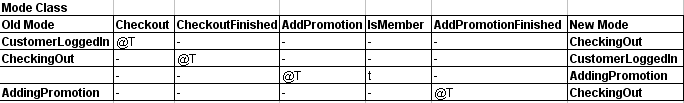 Mode Class
Old Mode Checkout CheckoutFinished AddPromotion IsMember AddPromotionFinished New Mode
CustomerLoggedIn @T - - - - CheckingOut
CheckingOut - @T - - - CustomerLoggedIn
- - @T t - AddingPromotion
AddingPromotion - - - - @T CheckingOut